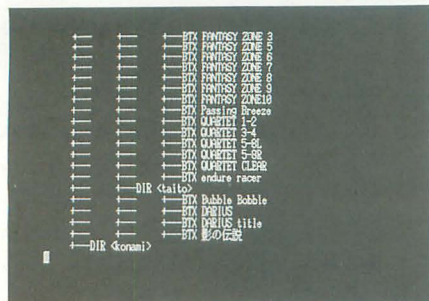 BTX FANTASY ZONE 3
BTX FANTASY ZONE 5
BTX FANTASY ZONE 6
BTX FANTASY ZONE 7
BTX FANTASY ZONE 8
BTX FANTASY ZONE 9
BTX FANTASY ZONE10
BTX Passing Breeze
BTX QUARTET 1-2
BTX QUARTET 3-4
BTX QUARTET 5-8L
BTX QUARTET 5-8R
BTX QUARTET CLEAR
BTX endure racer
DIR <taito>
BTX Bubble Bobble
BTX DARIUS
BTX DARIUS title
BTX 影の伝説
DIR <konami>